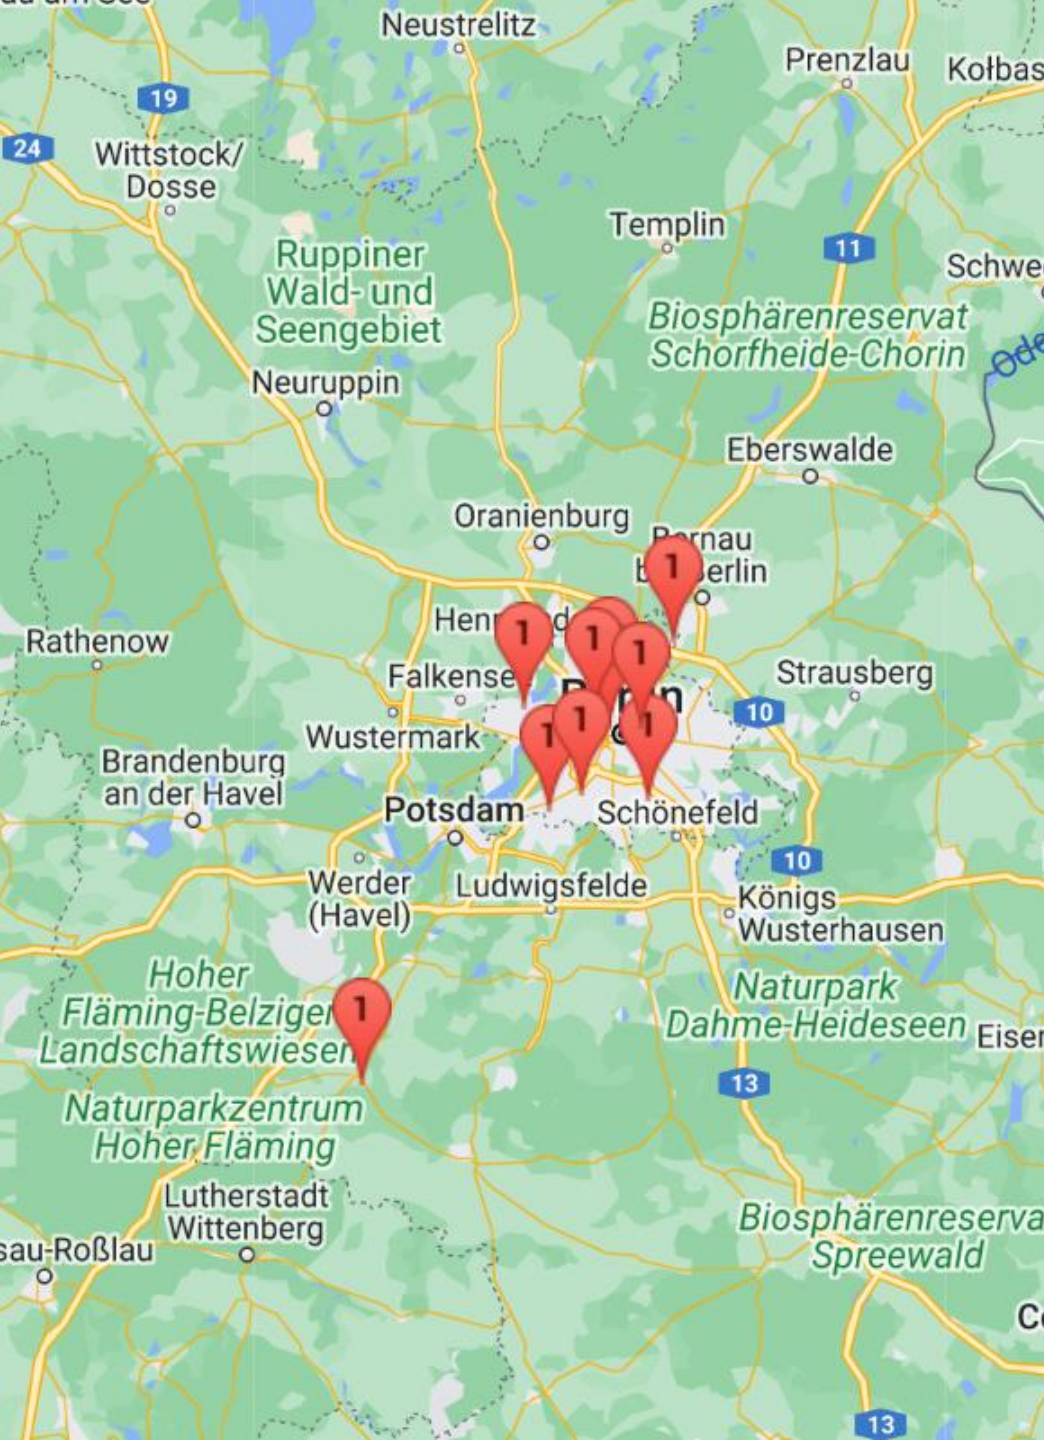 Neustrelitz
Prenzlau
19
24
Wittstock/
Dosse
Templin
11
Ruppiner
Wald- und
Seengebiet
Biosphärenreservat
Schorfheide-Chorin
Neuruppin
Eberswalde
Oranienburg
1
1
1
1
Rathenow
Strausberg
10
Wustermark
1
1
1
Brandenburg
an der Havel
Potsdam
Schönefeld
10
Werder
(Havel)
Ludwigsfelde
Königs
Wusterhausen
Hoher
Fläming-Belziger
Landschaftswiesen
1
Naturpark
Dahme-Heideseen
13
Naturparkzentrum
Hoher Fläming
Lutherstadt
Wittenberg
Spreewald
13